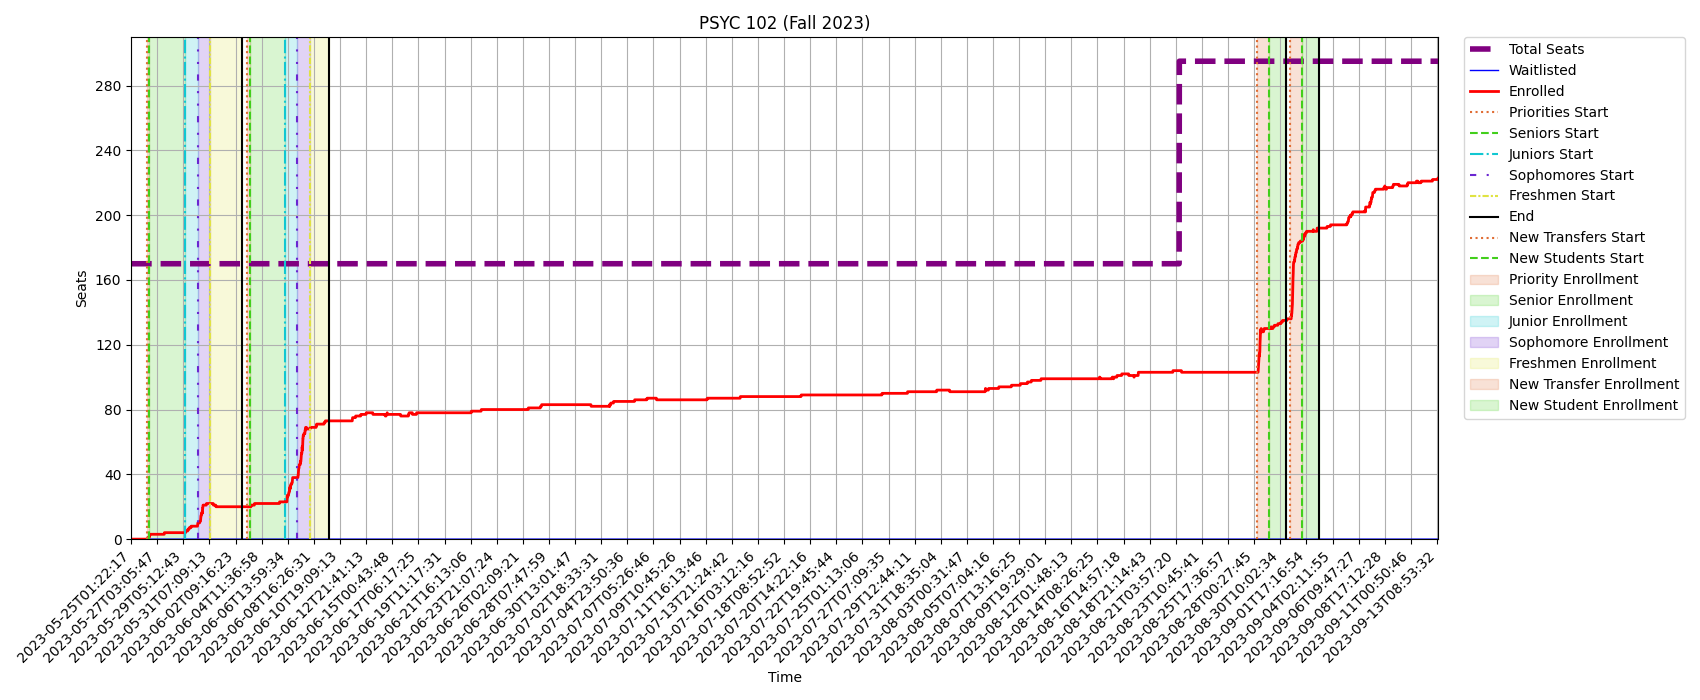 PSYC 102 (Fall 2023)
Total Seats
Waitlisted
Enrolled
Priorities Start
Seniors Start
Juniors Start
Sophomores Start
Freshmen Start
End
New Transfers Start
New Students Start
Priority Enrollment
Senior Enrollment
Junior Enrollment
Sophomore Enrollment
Freshmen Enrollment
New Transfer Enrollment
New Student Enrollment
Seats
280
240
200
160
120
80
40
0
2023-05-25T01:22:17
2023-05-27T03:05:47
2023-05-29T05:12:43
2023-05-31T07:09:13
2023-06-02T09:16:23
2023-06-04T11:36:58
2023-06-06T13:59:34
2023-06-08T16:26:31
2023-06-10T19:09:13
2023-06-12T21:41:13
2023-06-15T00:43:48
2023-06-17T06:17:25
2023-06-19T11:17:31
2023-06-21T16:13:06
2023-06-23T21:07:24
2023-06-26T02:09:21
2023-06-28T07:47:59
2023-06-30T13:01:47
2023-07-02T18:33:31
2023-07-04T23:50:36
2023-07-07T05:26:46
2023-07-09T10:45:26
2023-07-11T16:13:46
2023-07-13T21:24:42
2023-07-16T03:12:16
2023-07-18T08:52:52
2023-07-20T14:22:16
2023-07-22T19:45:44
2023-07-25T01:13:06
2023-07-27T07:09:35
2023-07-29T12:44:11
2023-07-31T18:35:04
2023-08-03T00:31:47
2023-08-05T07:04:16
2023-08-07T13:16:25
2023-08-09T19:29:01
2023-08-12T01:48:13
2023-08-14T08:26:25
2023-08-16T14:57:18
2023-08-18T21:14:43
2023-08-21T03:57:20
2023-08-23T10:45:41
2023-08-25T17:36:57
2023-08-28T00:27:45
2023-08-30T10:02:34
2023-09-01T17:16:54
2023-09-04T02:11:55
2023-09-06T09:47:27
2023-09-08T17:12:28
2023-09-11T00:50:46
2023-09-13T08:53:32
Time